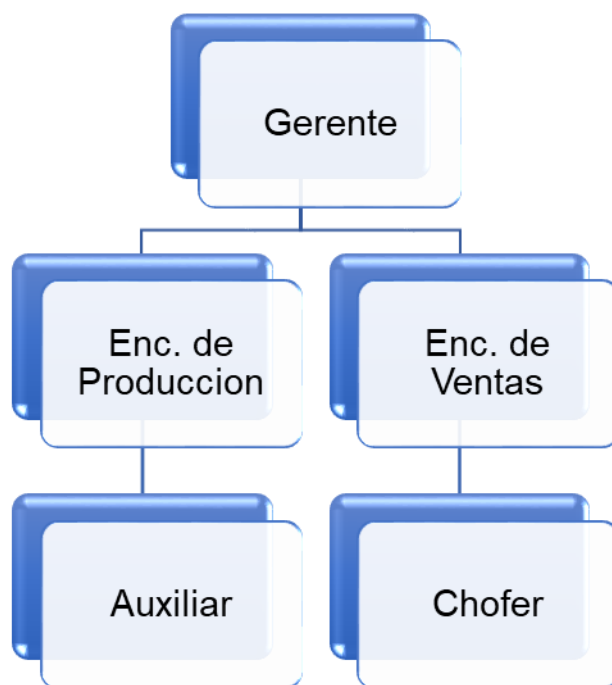 Gerente
Enc. de
Produccion
Enc. de
Ventas
Auxiliar
Chofer